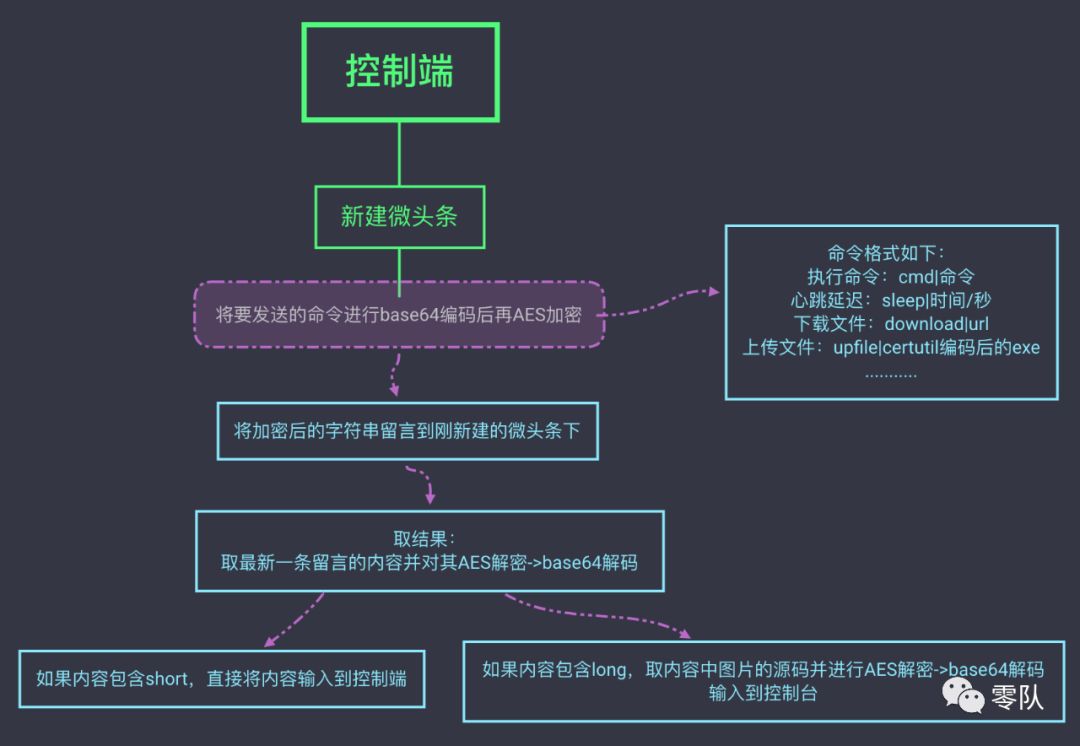 控制端
新建微头条
将要发送的命令进行base64编码后再AES加密
命令格式如下：
执行命令：cmd|命令
心跳延迟：sleep|时间/秒
下载文件：download|url
上传文件：upfile|certutil编码后的exe
...........
将加密后的字符串留言到刚新建的微头条下
取结果：
取最新一条留言的内容并对其AES解密->base64解码
如果内容包含short，直接将内容输入到控制端
如果内容包含long，取内容中图片的源码并进行AES解密->base64解码
输入到控制台
零队